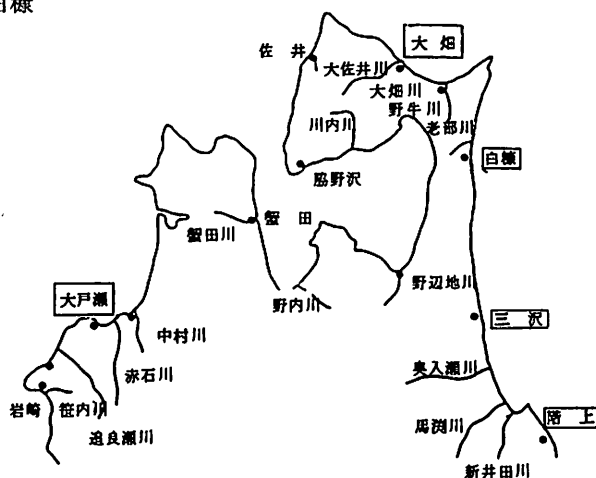 様
佐井
大畑
大佐井川
大畑川
野牛川
川内川
老部川
白糠
脇野沢
蟹田川
蟹田
野辺地川
野内川
大戸瀬
中村川
三沢
赤石川
奥入瀬川
岩崎
笹内川
追良瀬川
馬渕川
階上
新井田川